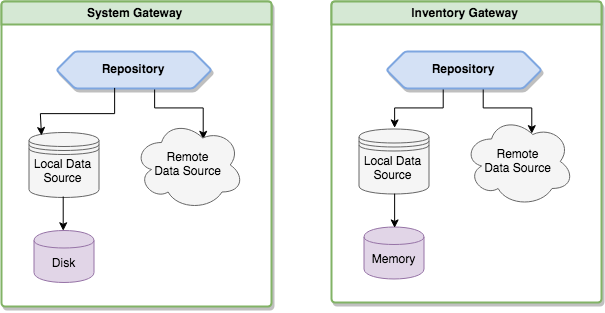 System Gateway
Repository
Local Data
Source
Remote
Data Source
Disk
Inventory Gateway
Repository
Local Data
Source
Remote
Data Source
Memory